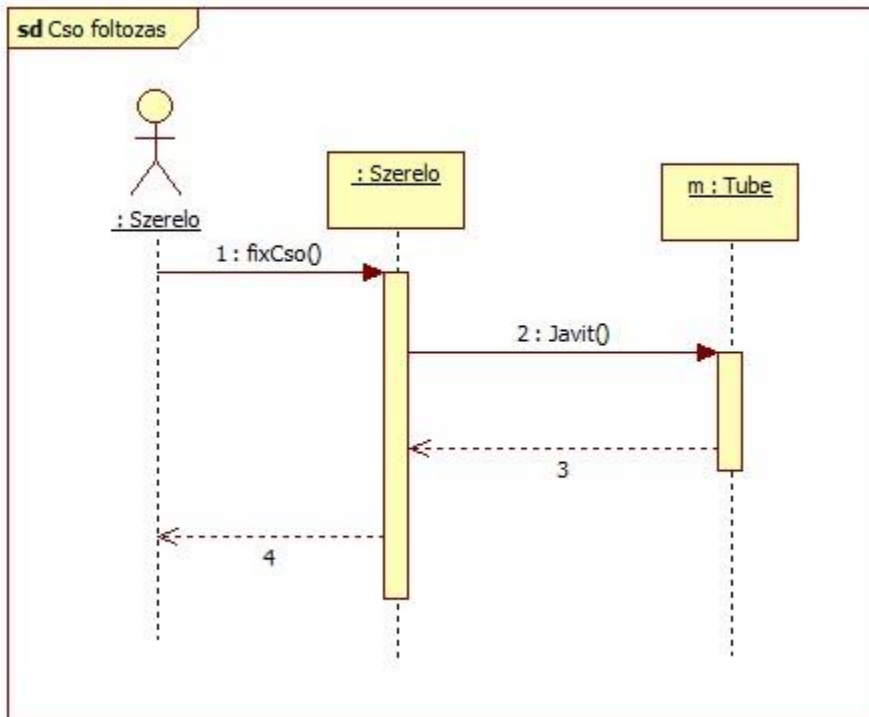 sd Cso foltozas
: Szerelo
: Szerelo
m : Tube
1 : fixCso()
2 : Javit()
3
4